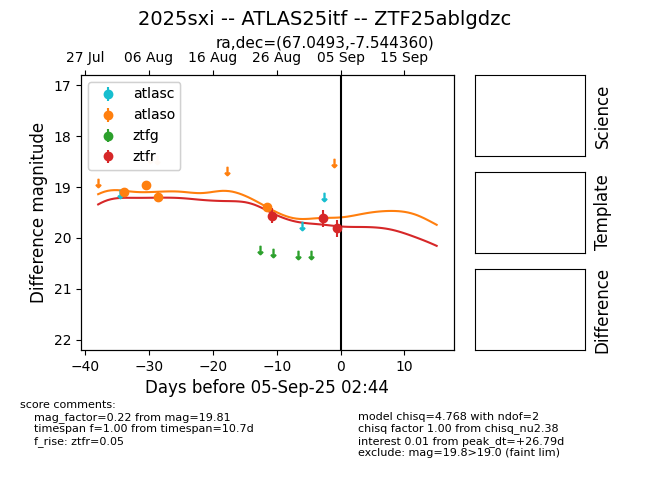 2025sxi -- ATLAS25itf -- ZTF25ablgdzc
ra,dec=(67.0493,-7.544360)
27 Jul 06 Aug 16 Aug 26 Aug 05 Sep 15 Sep
atlasc
atlaso
ztfg
ztfr
17
18
19
20
21
22
Difference magnitude
−40 −30 −20 −10 0 10
Days before 05-Sep-25 02:44
Science
Template
Difference
score comments:
mag_factor=0.22 from mag=19.81
timespan f=1.00 from timespan=10.7d
f_rise: ztfr=0.05
model chisq=4.768 with ndof=2
chisq factor 1.00 from chisq_nu2.38
interest 0.01 from peak_dt=+26.79d
exclude: mag=19.8>19.0 (faint lim)